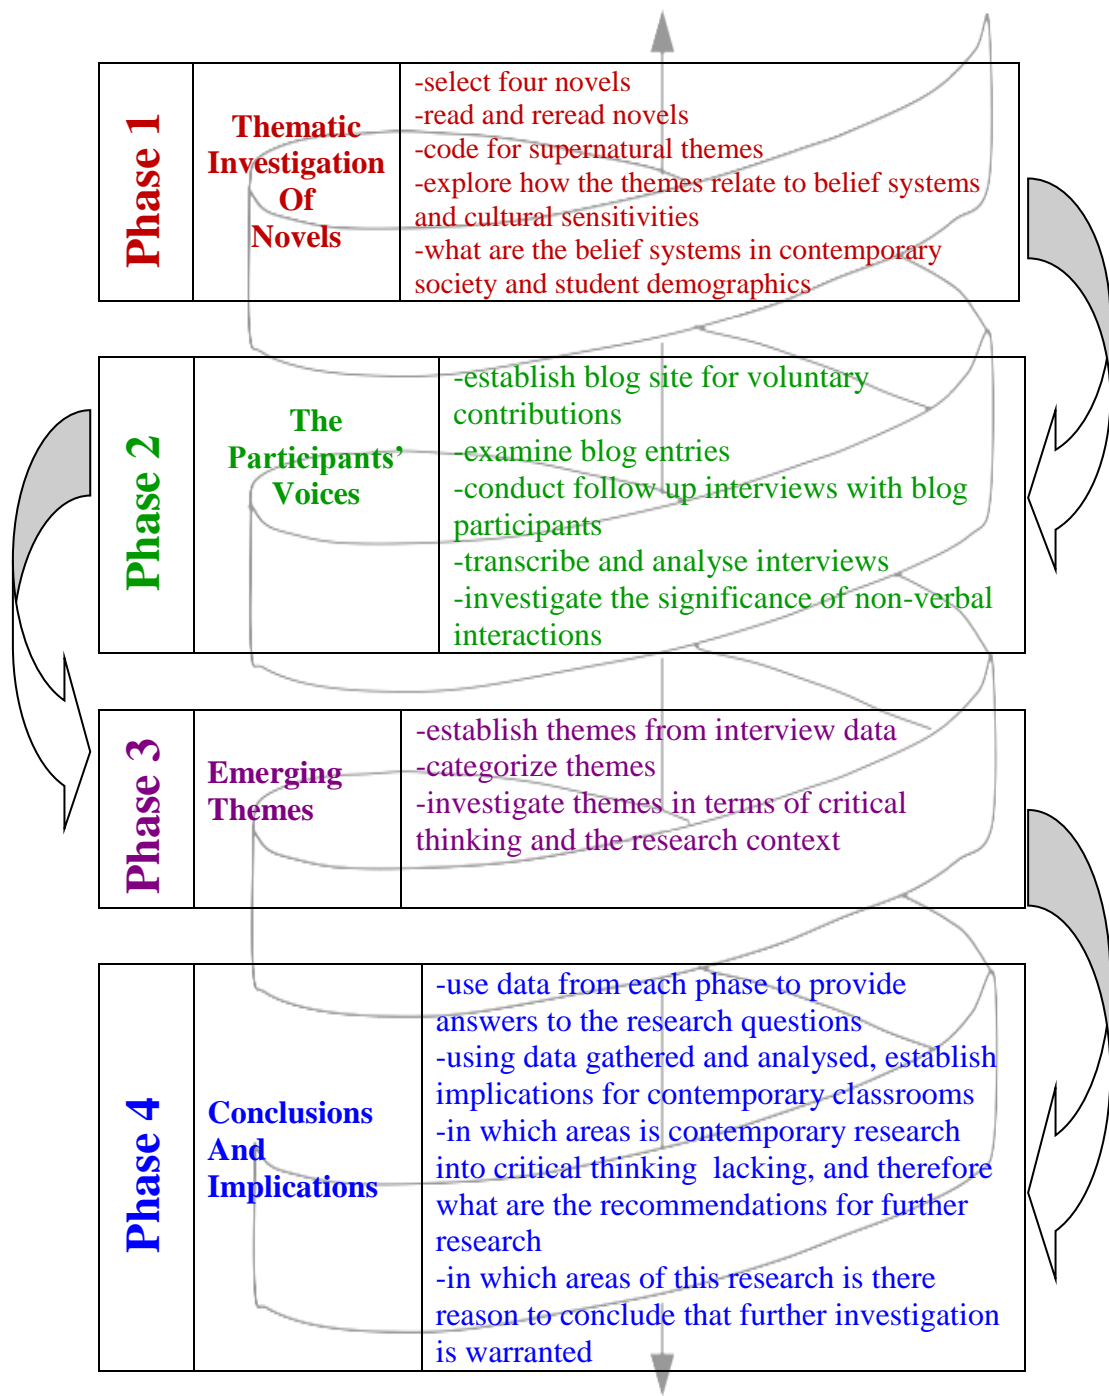 Phase 1
Thematic
Investigation
Of
Novels
-select four novels
-read and reread novels
-code for supernatural themes
-explore how the themes relate to belief systems
and cultural sensitivities
-what are the belief systems in contemporary
society and student demographics
Phase 2
The
Participants’
Voices
-establish blog site for voluntary
contributions
-examine blog entries
-conduct follow up interviews with blog
participants
-transcribe and analyse interviews
-investigate the significance of non-verbal
interactions
Phase 3
Emerging
Themes
-establish themes from interview data
-categorize themes
-investigate themes in terms of critical
thinking and the research context
Phase 4
Conclusions
And
Implications
-use data from each phase to provide
answers to the research questions
-using data gathered and analysed, establish
implications for contemporary classrooms
-in which areas is contemporary research
into critical thinking  lacking, and therefore
what are the recommendations for further
research
-in which areas of this research is there
reason to conclude that further investigation
is warranted